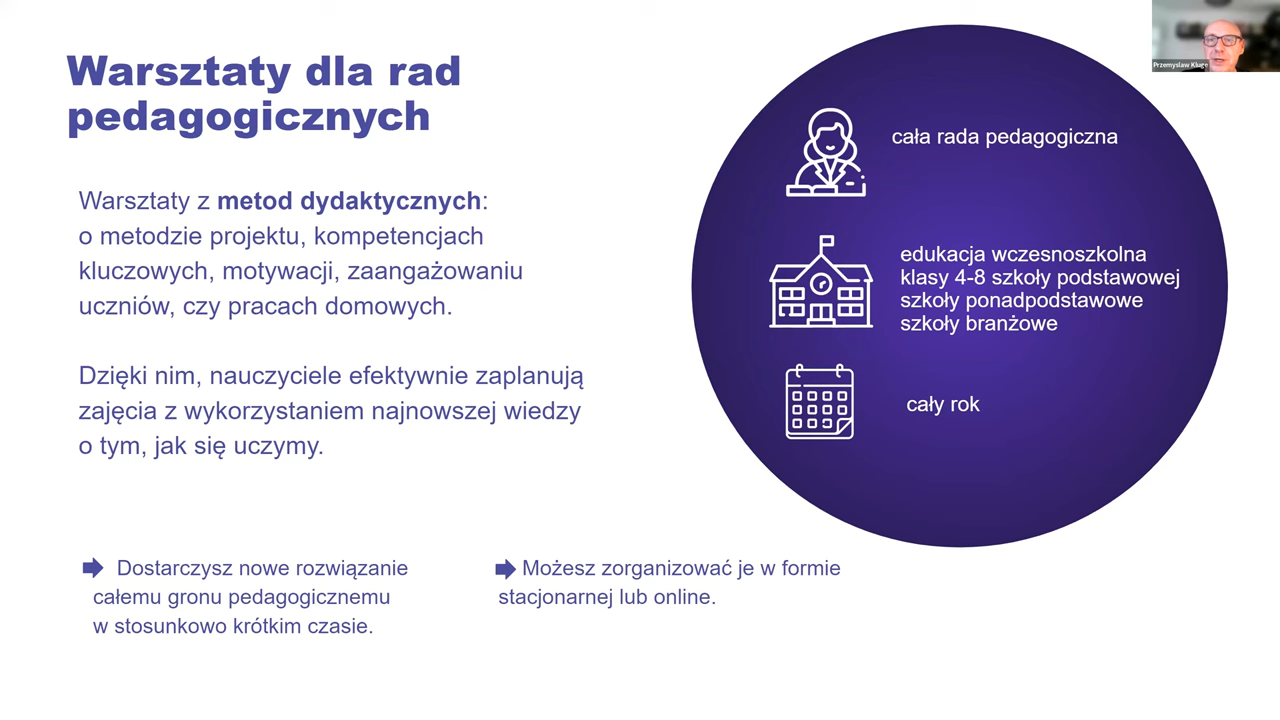 Warsztaty dla rad
pedagogicznych
Warsztaty z metod dydaktycznych:
o metodzie projektu, kompetencjach
kluczowych, motywacji, zaangażowaniu
uczniów, czy pracach domowych.
Dzięki nim, nauczyciele efektywnie zaplanują
zajęcia z wykorzystaniem najnowszej wiedzy
o tym, jak się uczymy.
Dostarczysz nowe rozwiązanie
całemu gronu pedagogicznemu
w stosunkowo krótkim czasie.
Możesz zorganizować je w formie
stacjonarnej lub online.
cała rada pedagogiczna
edukacja wczesnoszkolna
klasy 4-8 szkoły podstawowej
szkoły ponadpodstawowe
szkoły branżowe
cały rok
Przemyslaw Kluge